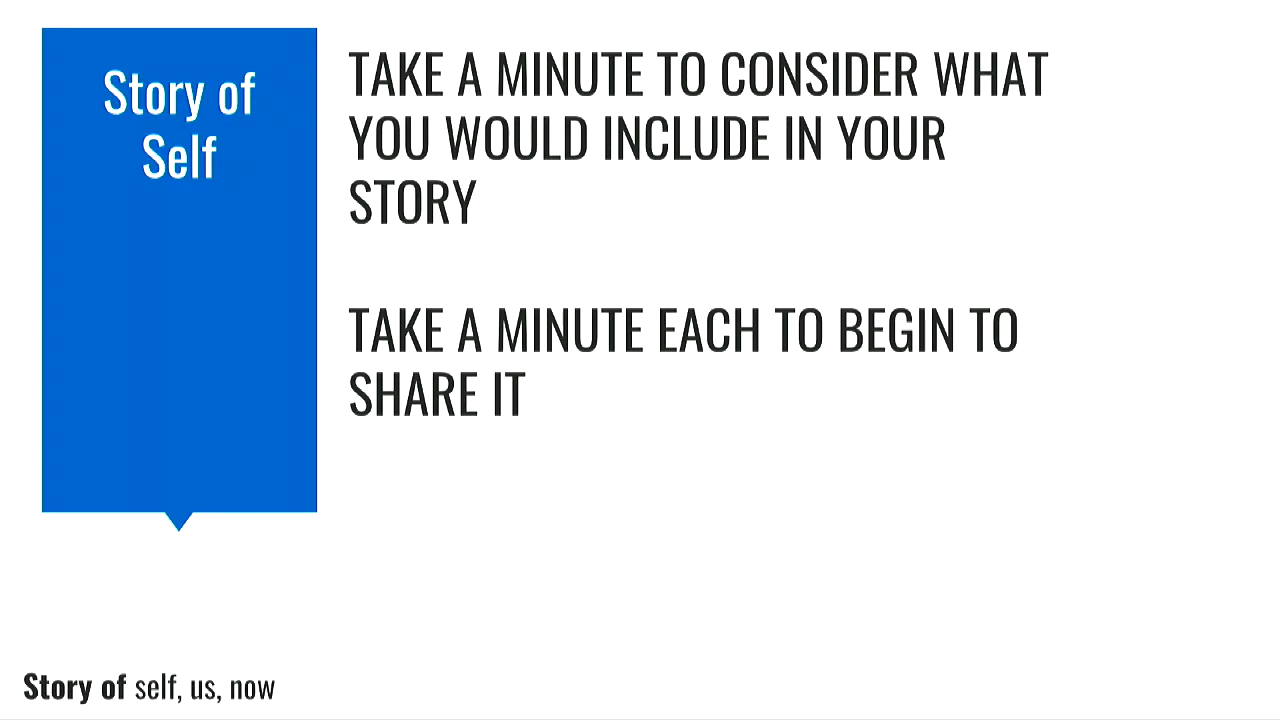 Story of
Self
TAKE A MINUTE TO CONSIDER WHAT
YOU WOULD INCLUDE IN YOUR
STORY
TAKE A MINUTE EACH TO BEGIN TO
SHARE IT
Story of self, us, now